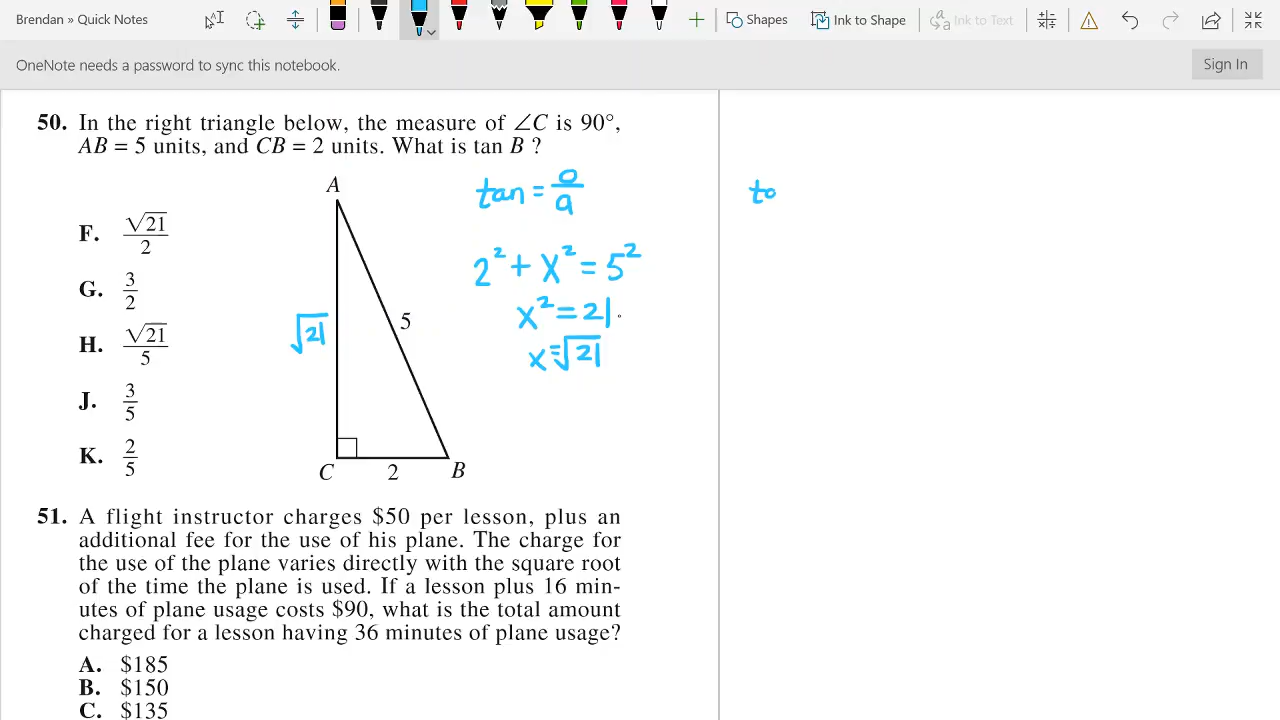 Brendan » Quick Notes
Shapes
Ink to Shape
Ink to Text
OneNote needs a password to sync this notebook.
Sign In
50. In the right triangle below, the measure of ∠C is 90°,
AB = 5 units, and CB = 2 units. What is tan B ?
F. √21/2
G. 3/2
H. √21/5
J. 3/5
K. 2/5
A
√21
5
C
2
B
tan = o/a
2² + x² = 5²
x² = 21
x = √21
to
51. A flight instructor charges $50 per lesson, plus an
additional fee for the use of his plane. The charge for
the use of the plane varies directly with the square root
of the time the plane is used. If a lesson plus 16 min-
utes of plane usage costs $90, what is the total amount
charged for a lesson having 36 minutes of plane usage?
A. $185
B. $150
C. $135